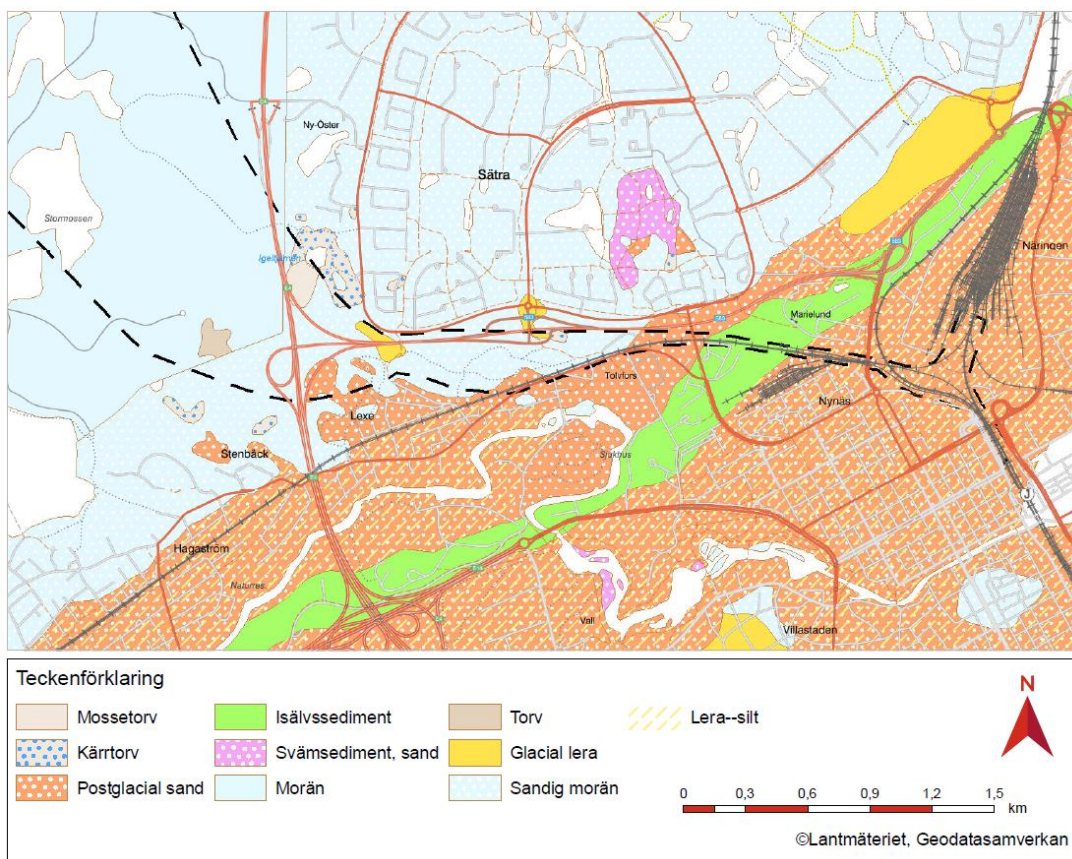 Ny-Öster
Sätra
Stormossen
Igeltjärnen
Näringen
Marielund
Tolvfors
Nynäs
Lexe
Stenbäck
Sjukhus
Hagaström
Naturres.
Vall
Villastaden
J
Teckenförklaring
Mossetorv
Isälvssediment
Torv
Lera--silt
Kärrtorv
Svämsediment, sand
Glacial lera
Postglacial sand
Morän
Sandig morän
N
0 0,3 0,6 0,9 1,2 1,5
km
©Lantmäteriet, Geodatasamverkan